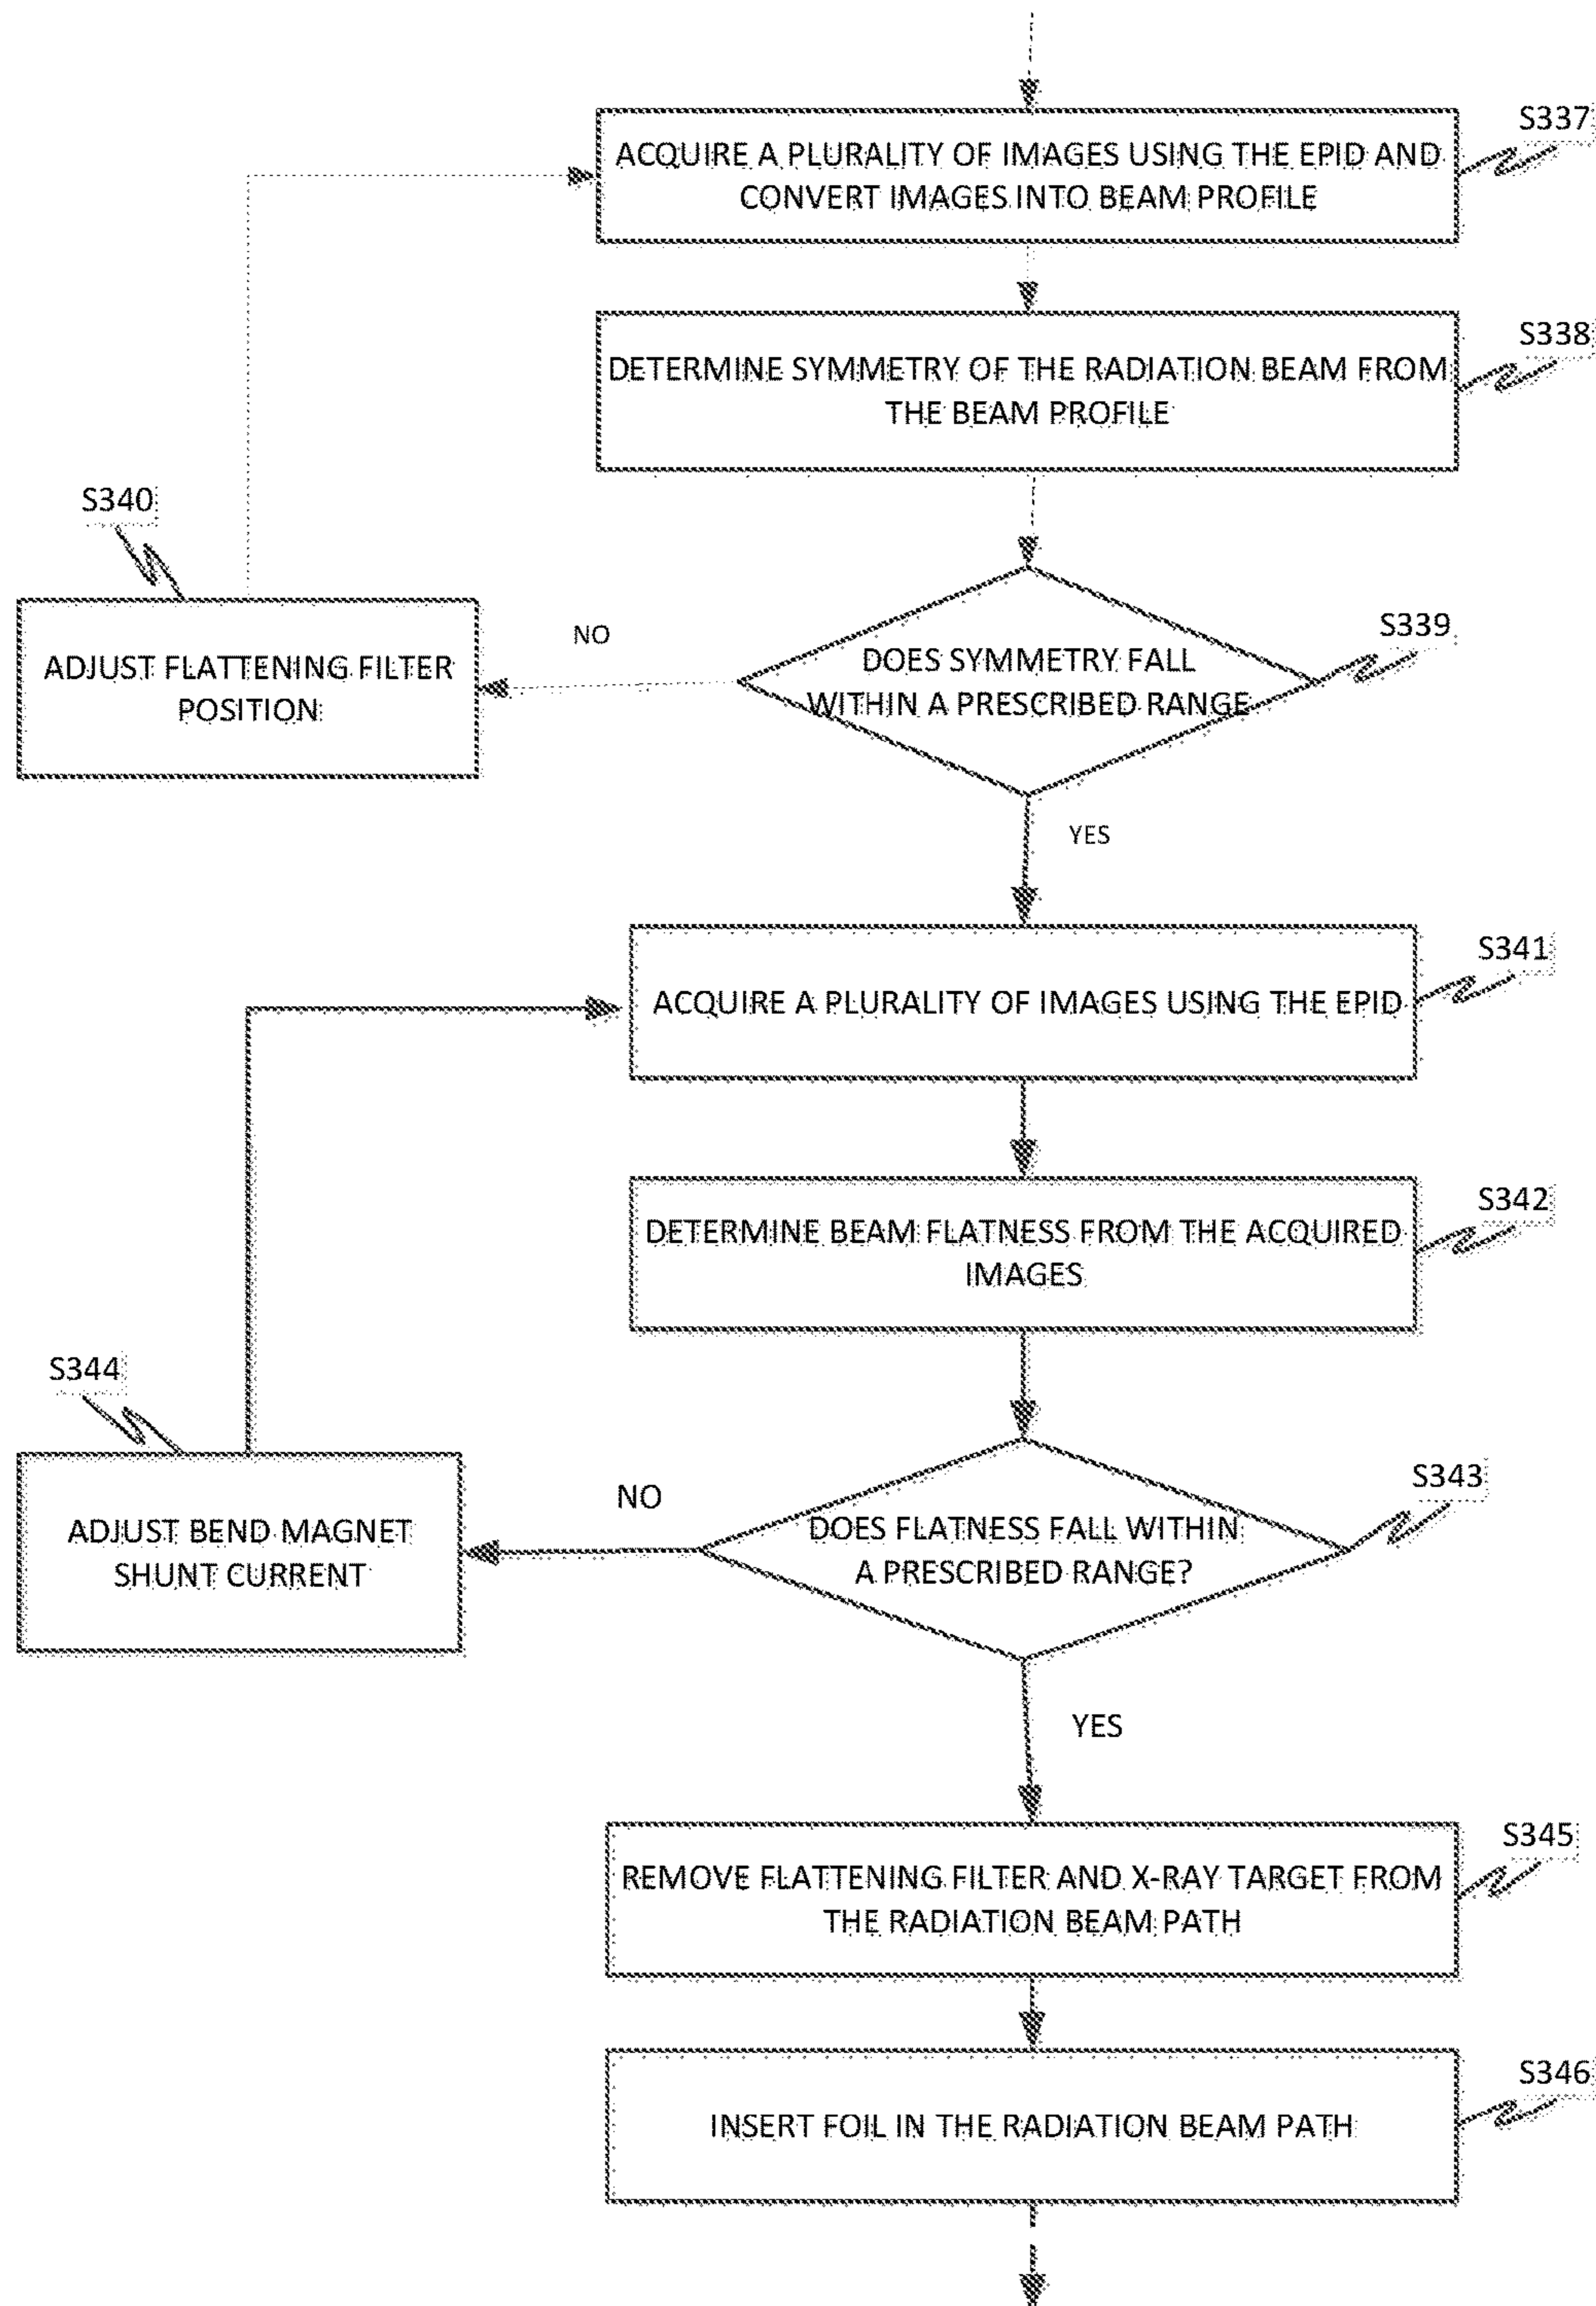 S337
ACQUIRE A PLURALITY OF IMAGES USING THE EPID AND
CONVERT IMAGES INTO BEAM PROFILE
S338
DETERMINE SYMMETRY OF THE RADIATION BEAM FROM
THE BEAM PROFILE
S340
ADJUST FLATTENING FILTER
POSITION
NO
S339
DOES SYMMETRY FALL
WITHIN A PRESCRIBED RANGE
YES
S341
ACQUIRE A PLURALITY OF IMAGES USING THE EPID
S342
DETERMINE BEAM FLATNESS FROM THE ACQUIRED
IMAGES
S344
ADJUST BEND MAGNET
SHUNT CURRENT
NO
S343
DOES FLATNESS FALL WITHIN
A PRESCRIBED RANGE?
YES
S345
REMOVE FLATTENING FILTER AND X-RAY TARGET FROM
THE RADIATION BEAM PATH
S346
INSERT FOIL IN THE RADIATION BEAM PATH